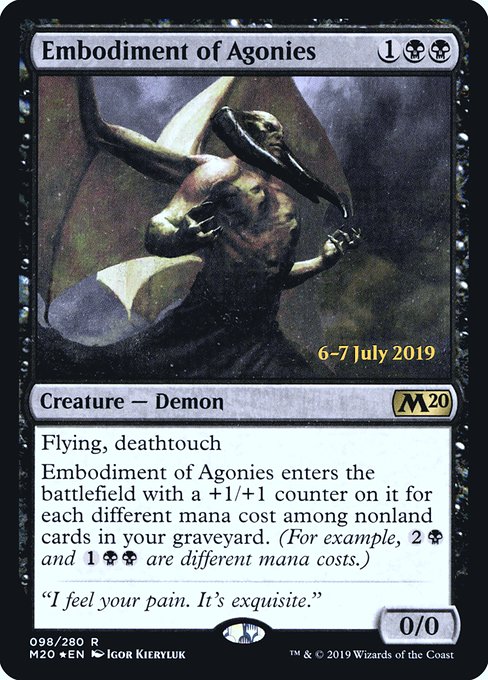 Embodiment of Agonies 1
6–7 July 2019
Creature — Demon M20
Flying, deathtouch
Embodiment of Agonies enters the
battlefield with a +1/+1 counter on it for
each different mana cost among nonland
cards in your graveyard. (For example, 2
and 1 are different mana costs.)
“I feel your pain. It’s exquisite.”
0/0
098/280 R
M20 ★ EN Igor Kieryluk ™ & © 2019 Wizards of the Coast